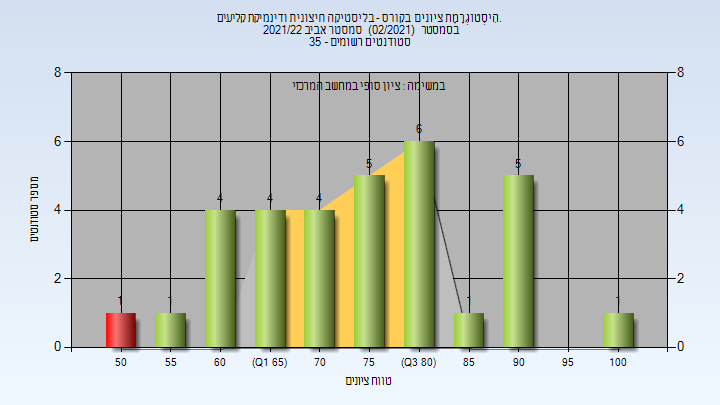 היסטוגרמת ציונים בקורס - בליסטיקה חיצונית ודינמיקת קליעים.
בסמסטר (02/2021) סמסטר אביב 2021/22
סטודנטים רשומים - 35
במשימה : ציון סופי במחשב המרכזי
מספר סטודנטים
8 8
6 6
4 4
2 2
0 0
1 1 4 4 4 5 6 1 5 1
50 55 60 (Q1 65) 70 75 (Q3 80) 85 90 95 100
טווח ציונים